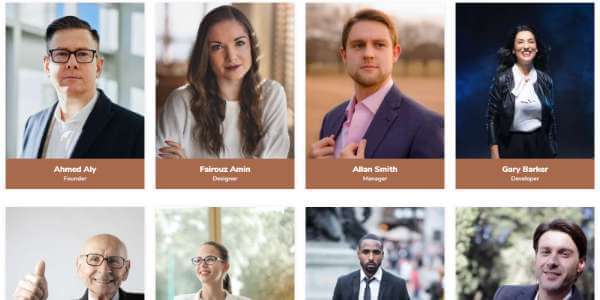 Ahmed Aly
Founder
Fairouz Amin
Designer
Allan Smith
Manager
Gary Barker
Developer